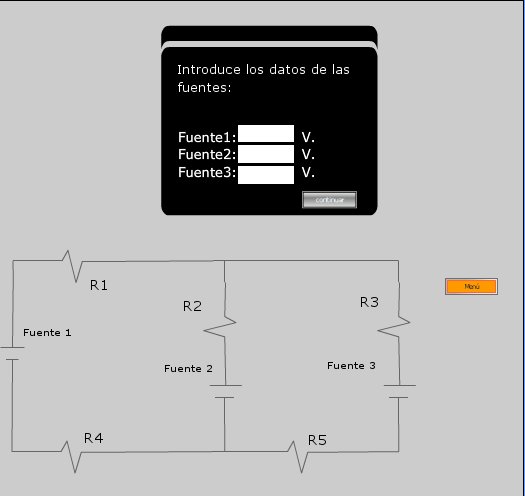 Introduce los datos de las
fuentes:
Fuente1: V.
Fuente2: V.
Fuente3: V.
continuar
Menú
R1
R2
R3
Fuente 1
Fuente 2
Fuente 3
R4
R5